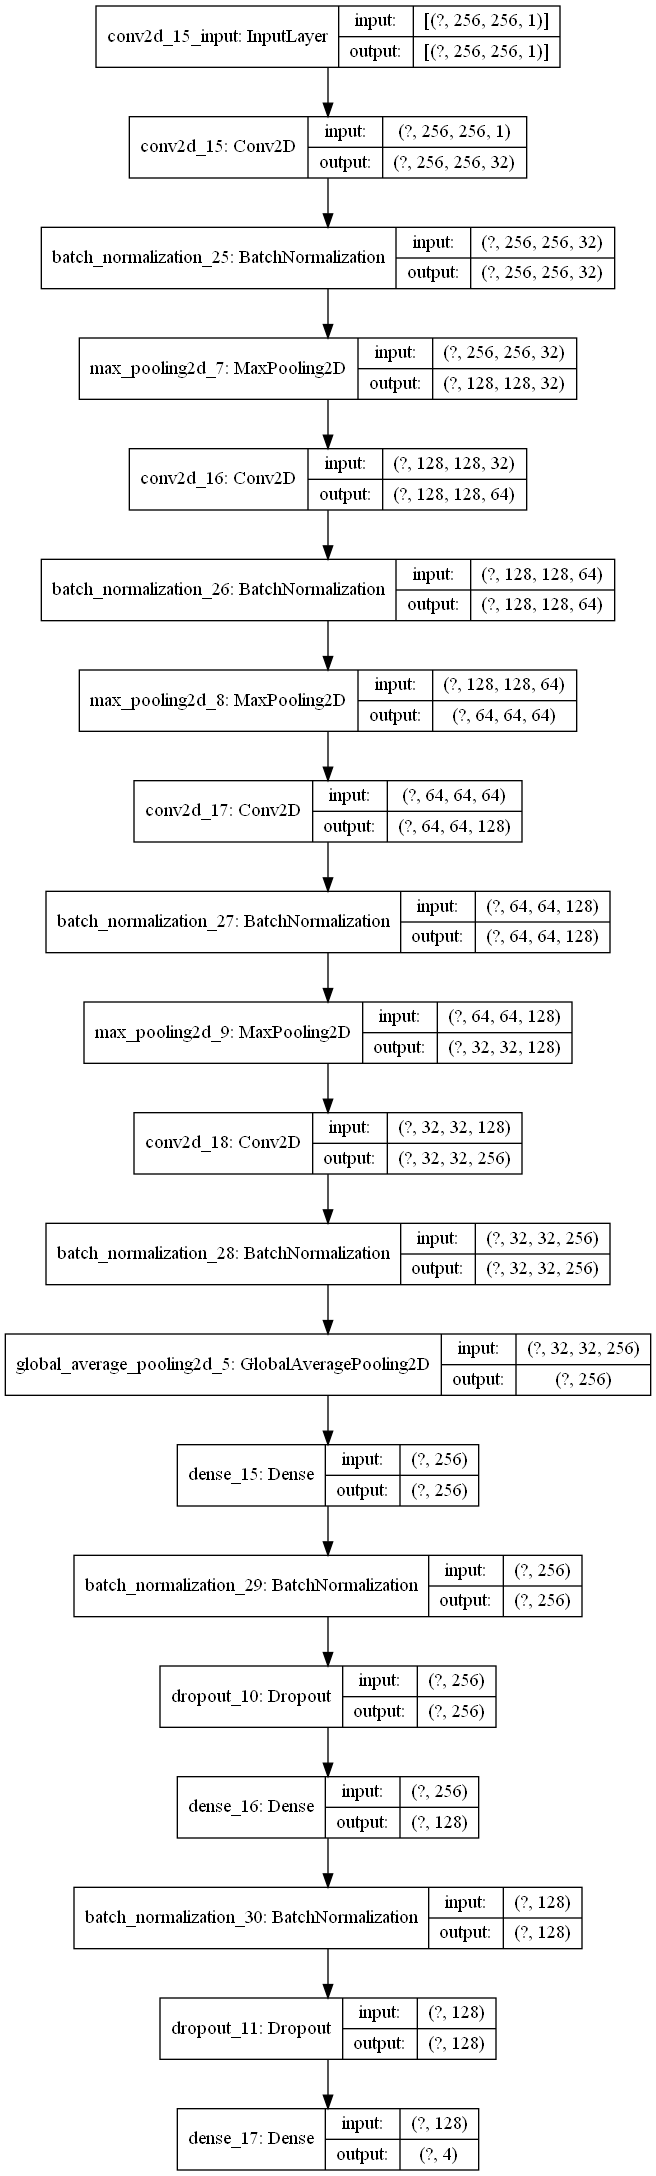 conv2d_15_input: InputLayer
input: [(?, 256, 256, 1)]
output: [(?, 256, 256, 1)]
conv2d_15: Conv2D
input: (?, 256, 256, 1)
output: (?, 256, 256, 32)
batch_normalization_25: BatchNormalization
input: (?, 256, 256, 32)
output: (?, 256, 256, 32)
max_pooling2d_7: MaxPooling2D
input: (?, 256, 256, 32)
output: (?, 128, 128, 32)
conv2d_16: Conv2D
input: (?, 128, 128, 32)
output: (?, 128, 128, 64)
batch_normalization_26: BatchNormalization
input: (?, 128, 128, 64)
output: (?, 128, 128, 64)
max_pooling2d_8: MaxPooling2D
input: (?, 128, 128, 64)
output: (?, 64, 64, 64)
conv2d_17: Conv2D
input: (?, 64, 64, 64)
output: (?, 64, 64, 128)
batch_normalization_27: BatchNormalization
input: (?, 64, 64, 128)
output: (?, 64, 64, 128)
max_pooling2d_9: MaxPooling2D
input: (?, 64, 64, 128)
output: (?, 32, 32, 128)
conv2d_18: Conv2D
input: (?, 32, 32, 128)
output: (?, 32, 32, 256)
batch_normalization_28: BatchNormalization
input: (?, 32, 32, 256)
output: (?, 32, 32, 256)
global_average_pooling2d_5: GlobalAveragePooling2D
input: (?, 32, 32, 256)
output: (?, 256)
dense_15: Dense
input: (?, 256)
output: (?, 256)
batch_normalization_29: BatchNormalization
input: (?, 256)
output: (?, 256)
dropout_10: Dropout
input: (?, 256)
output: (?, 256)
dense_16: Dense
input: (?, 256)
output: (?, 128)
batch_normalization_30: BatchNormalization
input: (?, 128)
output: (?, 128)
dropout_11: Dropout
input: (?, 128)
output: (?, 128)
dense_17: Dense
input: (?, 128)
output: (?, 4)